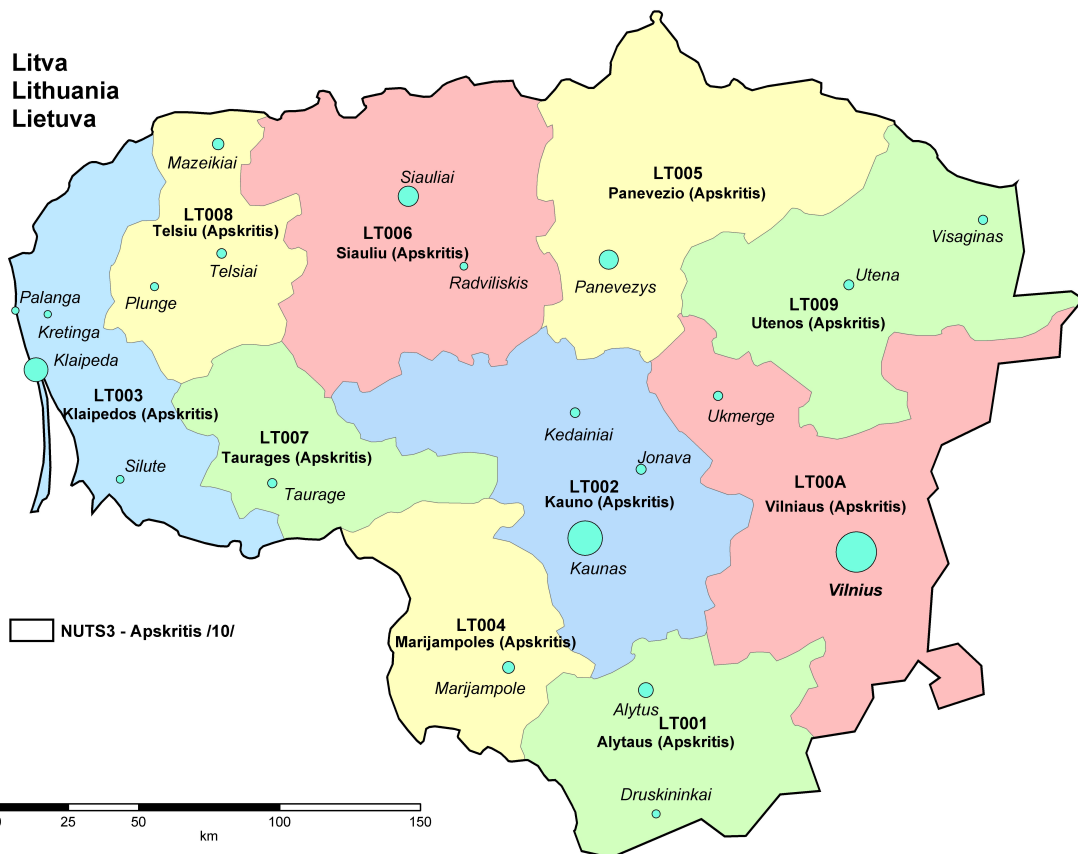 Litva
Lithuania
Lietuva
Mazeikiai
LT008
Telsiu (Apskritis)
Telsiai
Plunge
Siauliai
LT006
Siauliu (Apskritis)
Radviliskis
LT005
Panevezio (Apskritis)
Panevezys
Visaginas
Utena
LT009
Utenos (Apskritis)
Palanga
Kretinga
Klaipeda
LT003
Klaipedos (Apskritis)
Silute
LT007
Taurages (Apskritis)
Taurage
Kedainiai
Jonava
LT002
Kauno (Apskritis)
Kaunas
Ukmerge
LT00A
Vilniaus (Apskritis)
Vilnius
NUTS3 - Apskritis /10/
LT004
Marijampoles (Apskritis)
Marijampole
Alytus
LT001
Alytaus (Apskritis)
Druskininkai
0 25 50 100 150
km